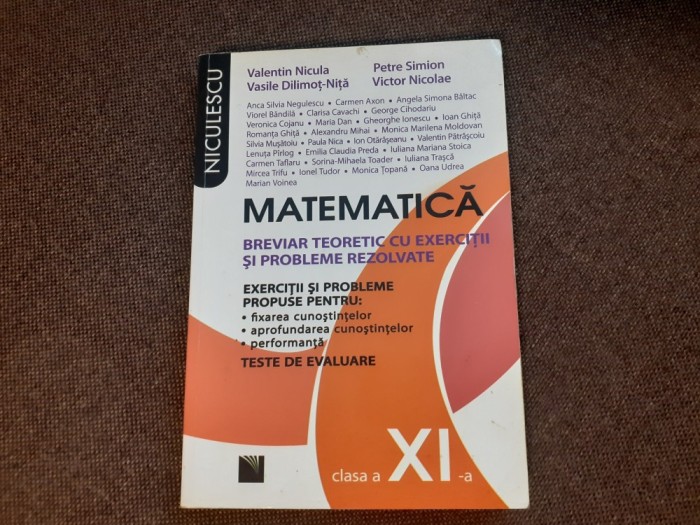 NICULESCU
Valentin Nicula Petre Simion
Vasile Dilimoț-Niță Victor Nicolae
Anca Silvia Negulescu • Carmen Axon • Angela Simona Bâltac
Viorel Băndilă • Clarisa Cavachi • George Cihodariu
Veronica Cojanu • Maria Dan • Gheorghe Ionescu • Ioan Ghiță
Romanța Ghiță • Alexandru Mihai • Monica Marilena Moldovan
Silvia Mușătoiu • Paula Nica • Ion Otărășeanu • Valentin Pătrășcoiu
Lenuța Pîrlog • Emilia Claudia Preda • Iuliana Mariana Stoica
Carmen Taflaru • Sorina-Mihaela Toader • Iuliana Trașcă
Mircea Trifu • Ionel Tudor • Monica Țopană • Oana Udrea
Marian Voinea
MATEMATICĂ
BREVIAR TEORETIC CU EXERCIȚII
ȘI PROBLEME REZOLVATE
EXERCIȚII ȘI PROBLEME
PROPUSE PENTRU:
• fixarea cunoștințelor
• aprofundarea cunoștințelor
• performanță
TESTE DE EVALUARE
clasa a XI -a
N